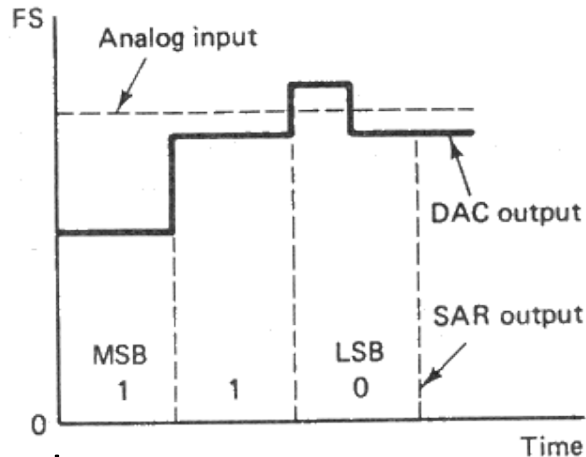 FS
Analog input
DAC output
SAR output
MSB
LSB
1
1
0
0
Time